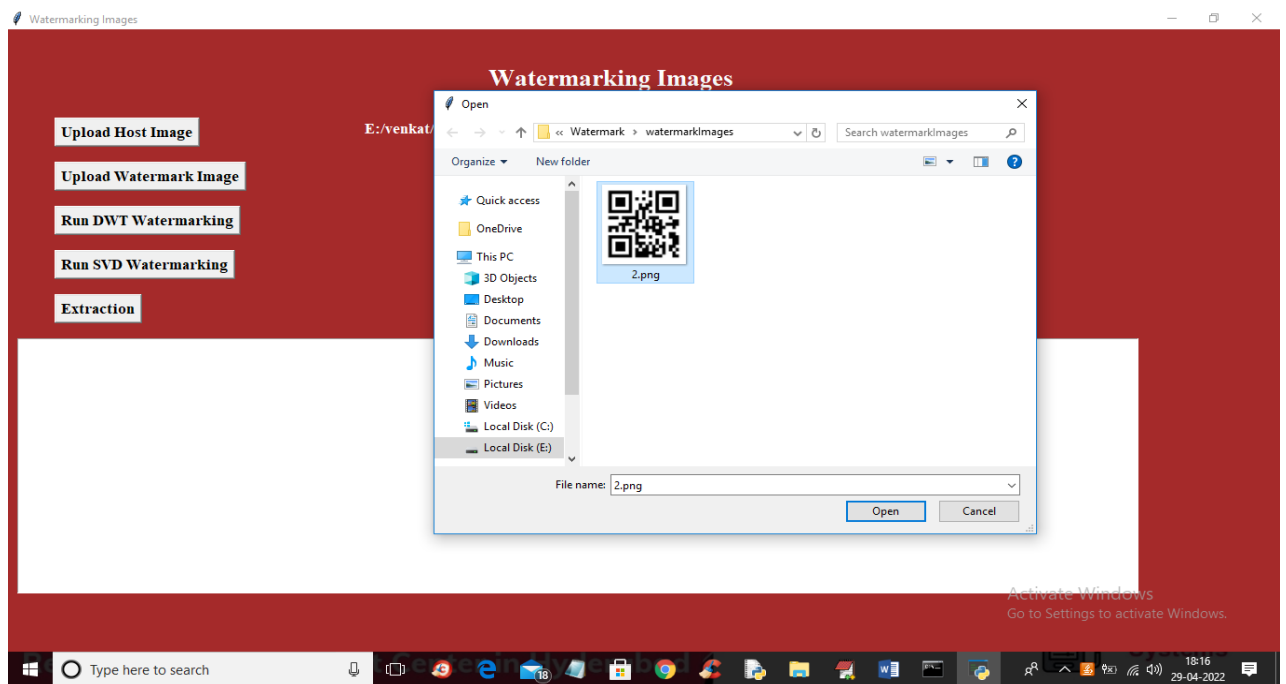 Watermarking Images
Watermarking Images
Upload Host Image
E:/venkat/
Upload Watermark Image
Run DWT Watermarking
Run SVD Watermarking
Extraction
Open
« Watermark › watermarkImages
Search watermarkImages
Organize
New folder
Quick access
OneDrive
This PC
3D Objects
Desktop
Documents
Downloads
Music
Pictures
Videos
Local Disk (C:)
Local Disk (E:)
2.png
File name: 2.png
Open
Cancel
Activate Windows
Go to Settings to activate Windows.
Type here to search
18
18:16
29-04-2022